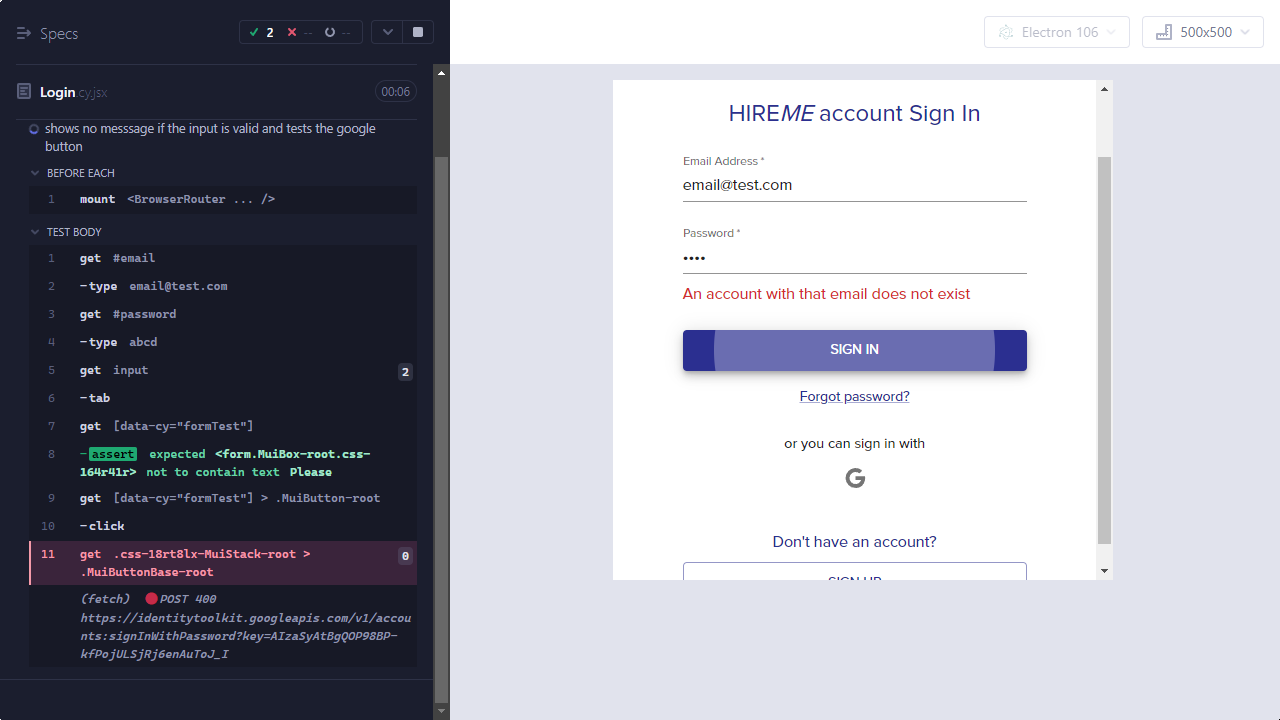 Specs
2
--
--
Electron 106
500x500
Login.cy.jsx
00:06
shows no messsage if the input is valid and tests the google
button
BEFORE EACH
1 mount <BrowserRouter ... />
TEST BODY
1 get #email
2 -type email@test.com
3 get #password
4 -type abcd
5 get input 2
6 -tab
7 get [data-cy="formTest"]
8 -assert expected <form.MuiBox-root.css-
164r41r> not to contain text Please
9 get [data-cy="formTest"] > .MuiButton-root
10 -click
11 get .css-18rt8lx-MuiStack-root > 0
.MuiButtonBase-root
(fetch) POST 400
https://identitytoolkit.googleapis.com/v1/accou
nts:signInWithPassword?key=AIzaSyAtBgQOP98BP-
kfPojULSjRj6enAuToJ_I
HIREME account Sign In
Email Address *
email@test.com
Password *
••••
An account with that email does not exist
SIGN IN
Forgot password?
or you can sign in with
G
Don't have an account?
SIGN UP